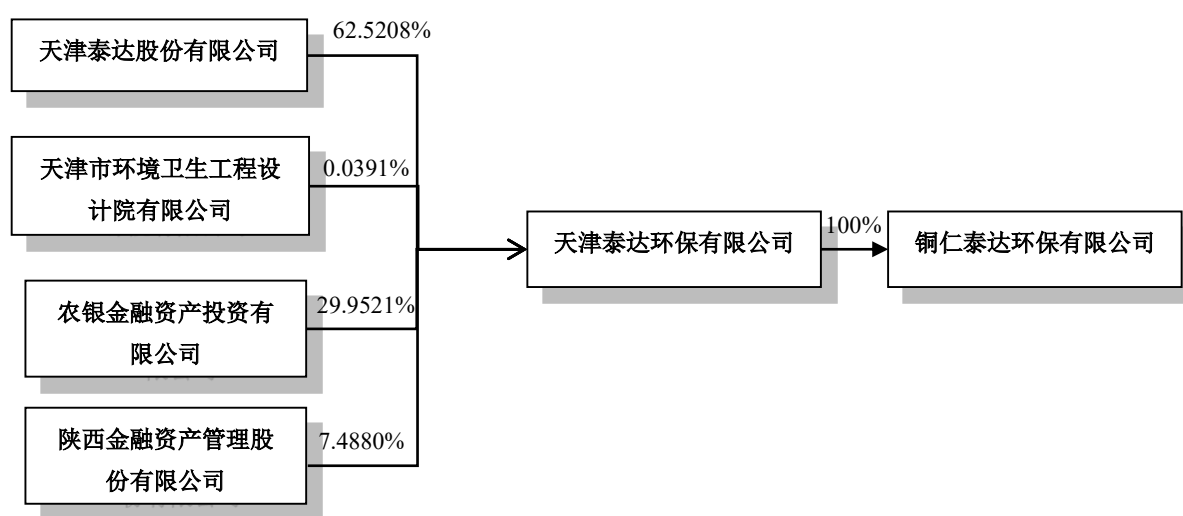 天津泰达股份有限公司
62.5208%
天津市环境卫生工程设
计院有限公司
0.0391%
农银金融资产投资有
限公司
29.9521%
陕西金融资产管理股
份有限公司
7.4880%
天津泰达环保有限公司
100%
铜仁泰达环保有限公司